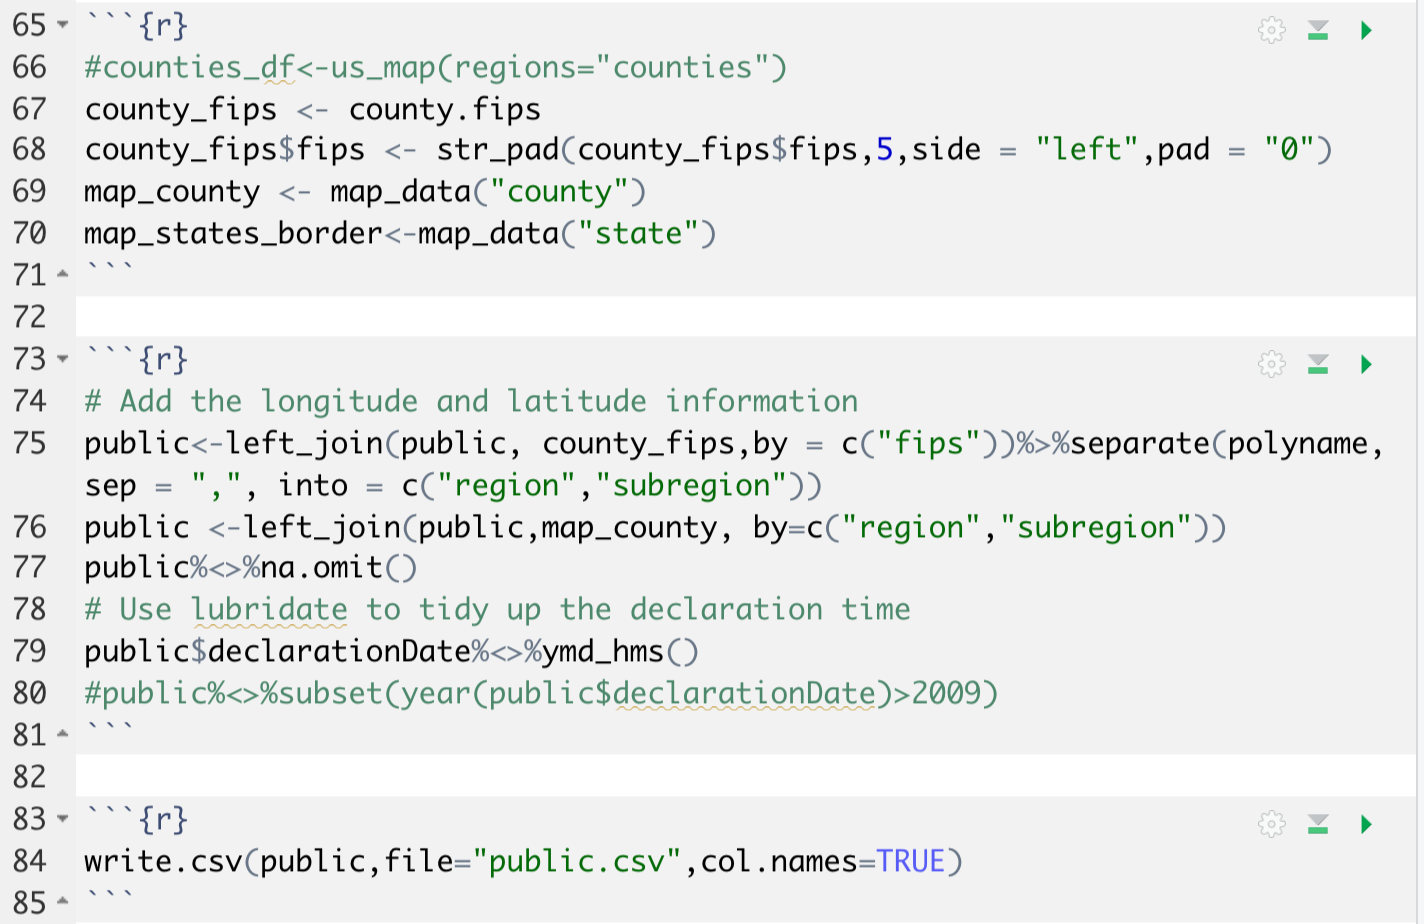 65 ```{r}
66 #counties_df<-us_map(regions="counties")
67 county_fips <- county.fips
68 county_fips$fips <- str_pad(county_fips$fips,5,side = "left",pad = "0")
69 map_county <- map_data("county")
70 map_states_border<-map_data("state")
71 ```
72
73 ```{r}
74 # Add the longitude and latitude information
75 public<-left_join(public, county_fips,by = c("fips"))%>%separate(polyname,
sep = ",", into = c("region","subregion"))
76 public <-left_join(public,map_county, by=c("region","subregion"))
77 public%<>%na.omit()
78 # Use lubridate to tidy up the declaration time
79 public$declarationDate%<>%ymd_hms()
80 #public%<>%subset(year(public$declarationDate)>2009)
81 ```
82
83 ```{r}
84 write.csv(public,file="public.csv",col.names=TRUE)
85 ```